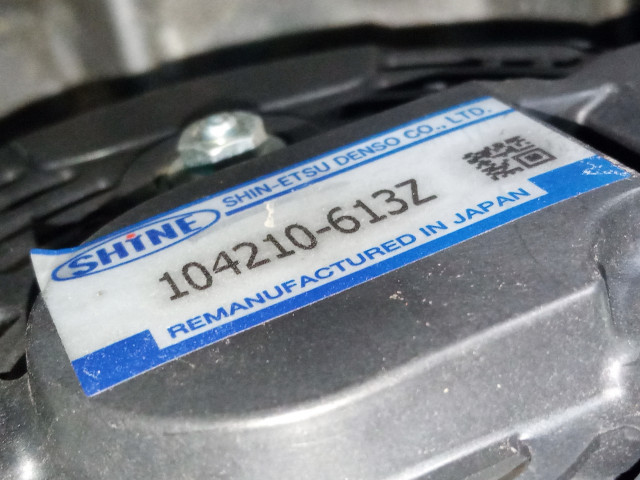 SHINE
SHIN-ETSU DENSO CO., LTD.
104210-613Z
REMANUFACTURED IN JAPAN